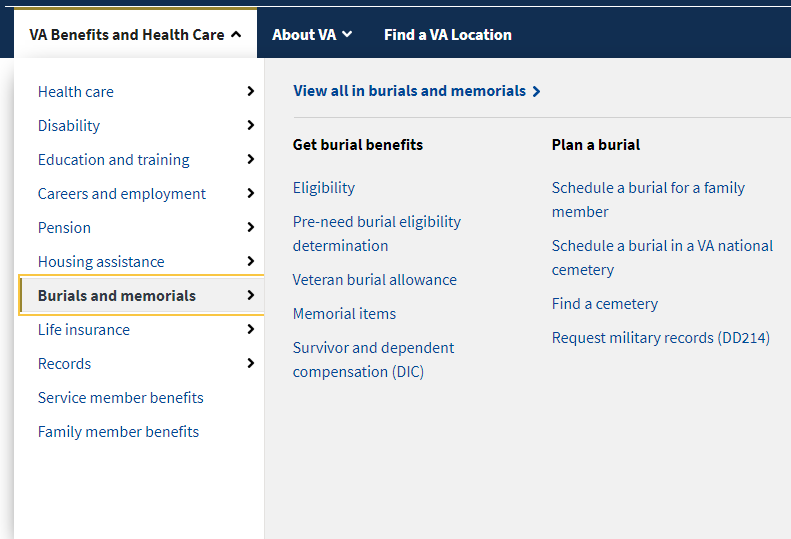 VA Benefits and Health Care
About VA
Find a VA Location
Health care
Disability
Education and training
Careers and employment
Pension
Housing assistance
Burials and memorials
Life insurance
Records
Service member benefits
Family member benefits
View all in burials and memorials
Get burial benefits
Eligibility
Pre-need burial eligibility
determination
Veteran burial allowance
Memorial items
Survivor and dependent
compensation (DIC)
Plan a burial
Schedule a burial for a family
member
Schedule a burial in a VA national
cemetery
Find a cemetery
Request military records (DD214)